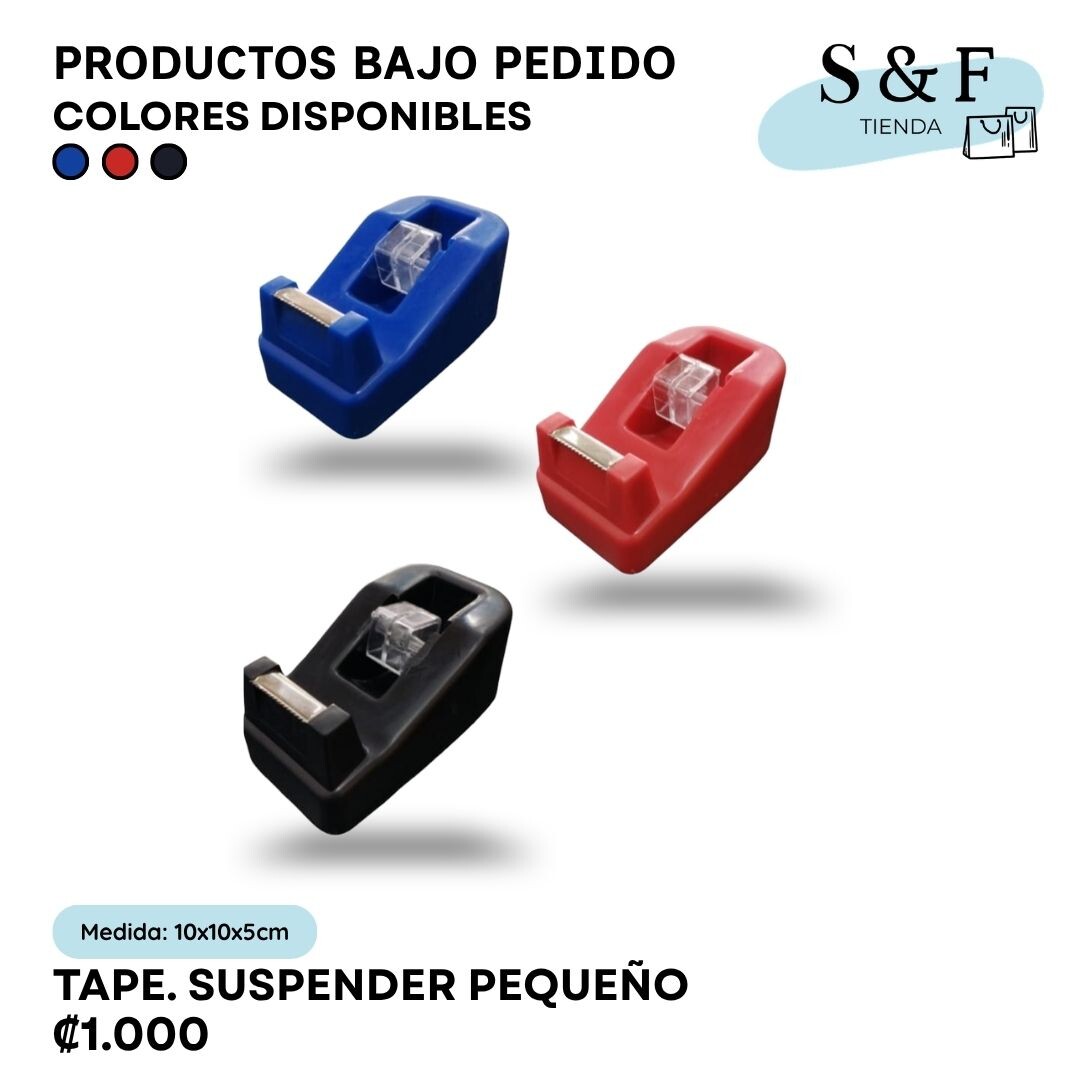 PRODUCTOS BAJO PEDIDO
COLORES DISPONIBLES
S & F
TIENDA
Medida: 10x10x5cm
TAPE. SUSPENDER PEQUEÑO
₡1.000